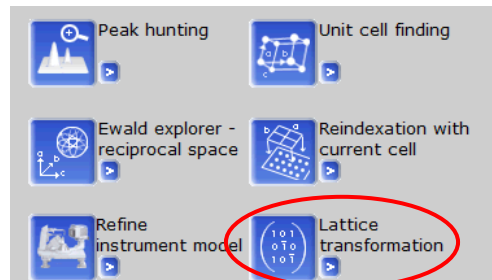 Peak hunting
Unit cell finding
Ewald explorer -
reciprocal space
Reindexation with
current cell
Refine
instrument model
Lattice
transformation